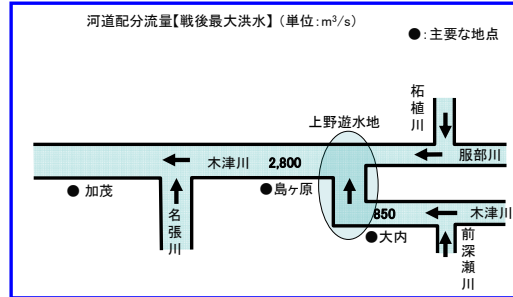 河道配分流量【戦後最大洪水】(単位:m³/s)
●:主要な地点
柘植川
上野遊水地
服部川
木津川 2,800
●加茂
●島ヶ原
名張川
850 木津川
●大内
前深瀬川